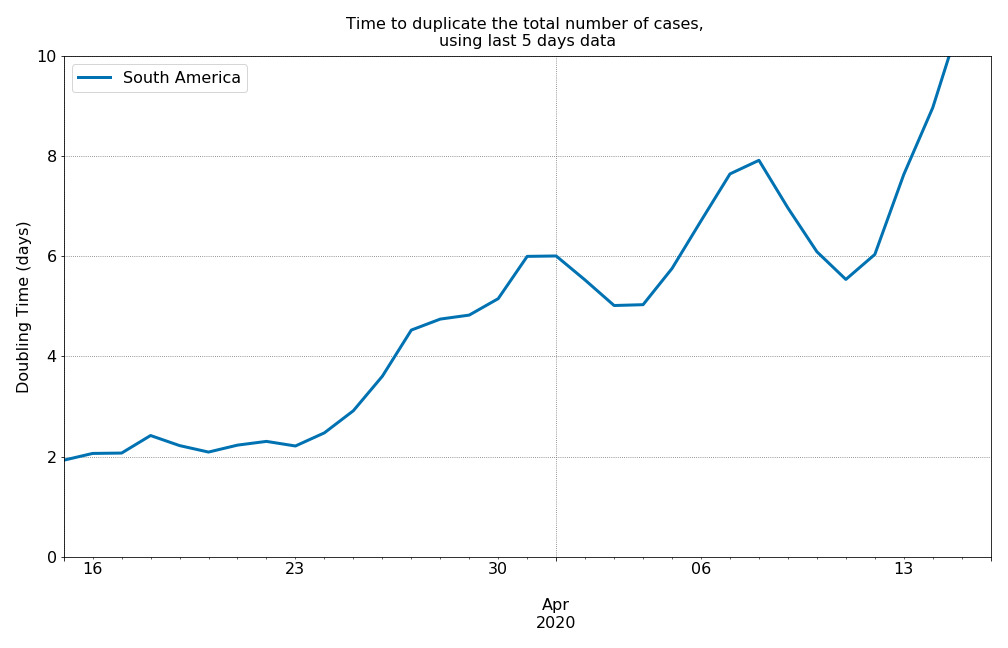 Time to duplicate the total number of cases,
using last 5 days data
South America
Doubling Time (days)
10
8
6
4
2
0
16 23 30 06 13
Apr
2020